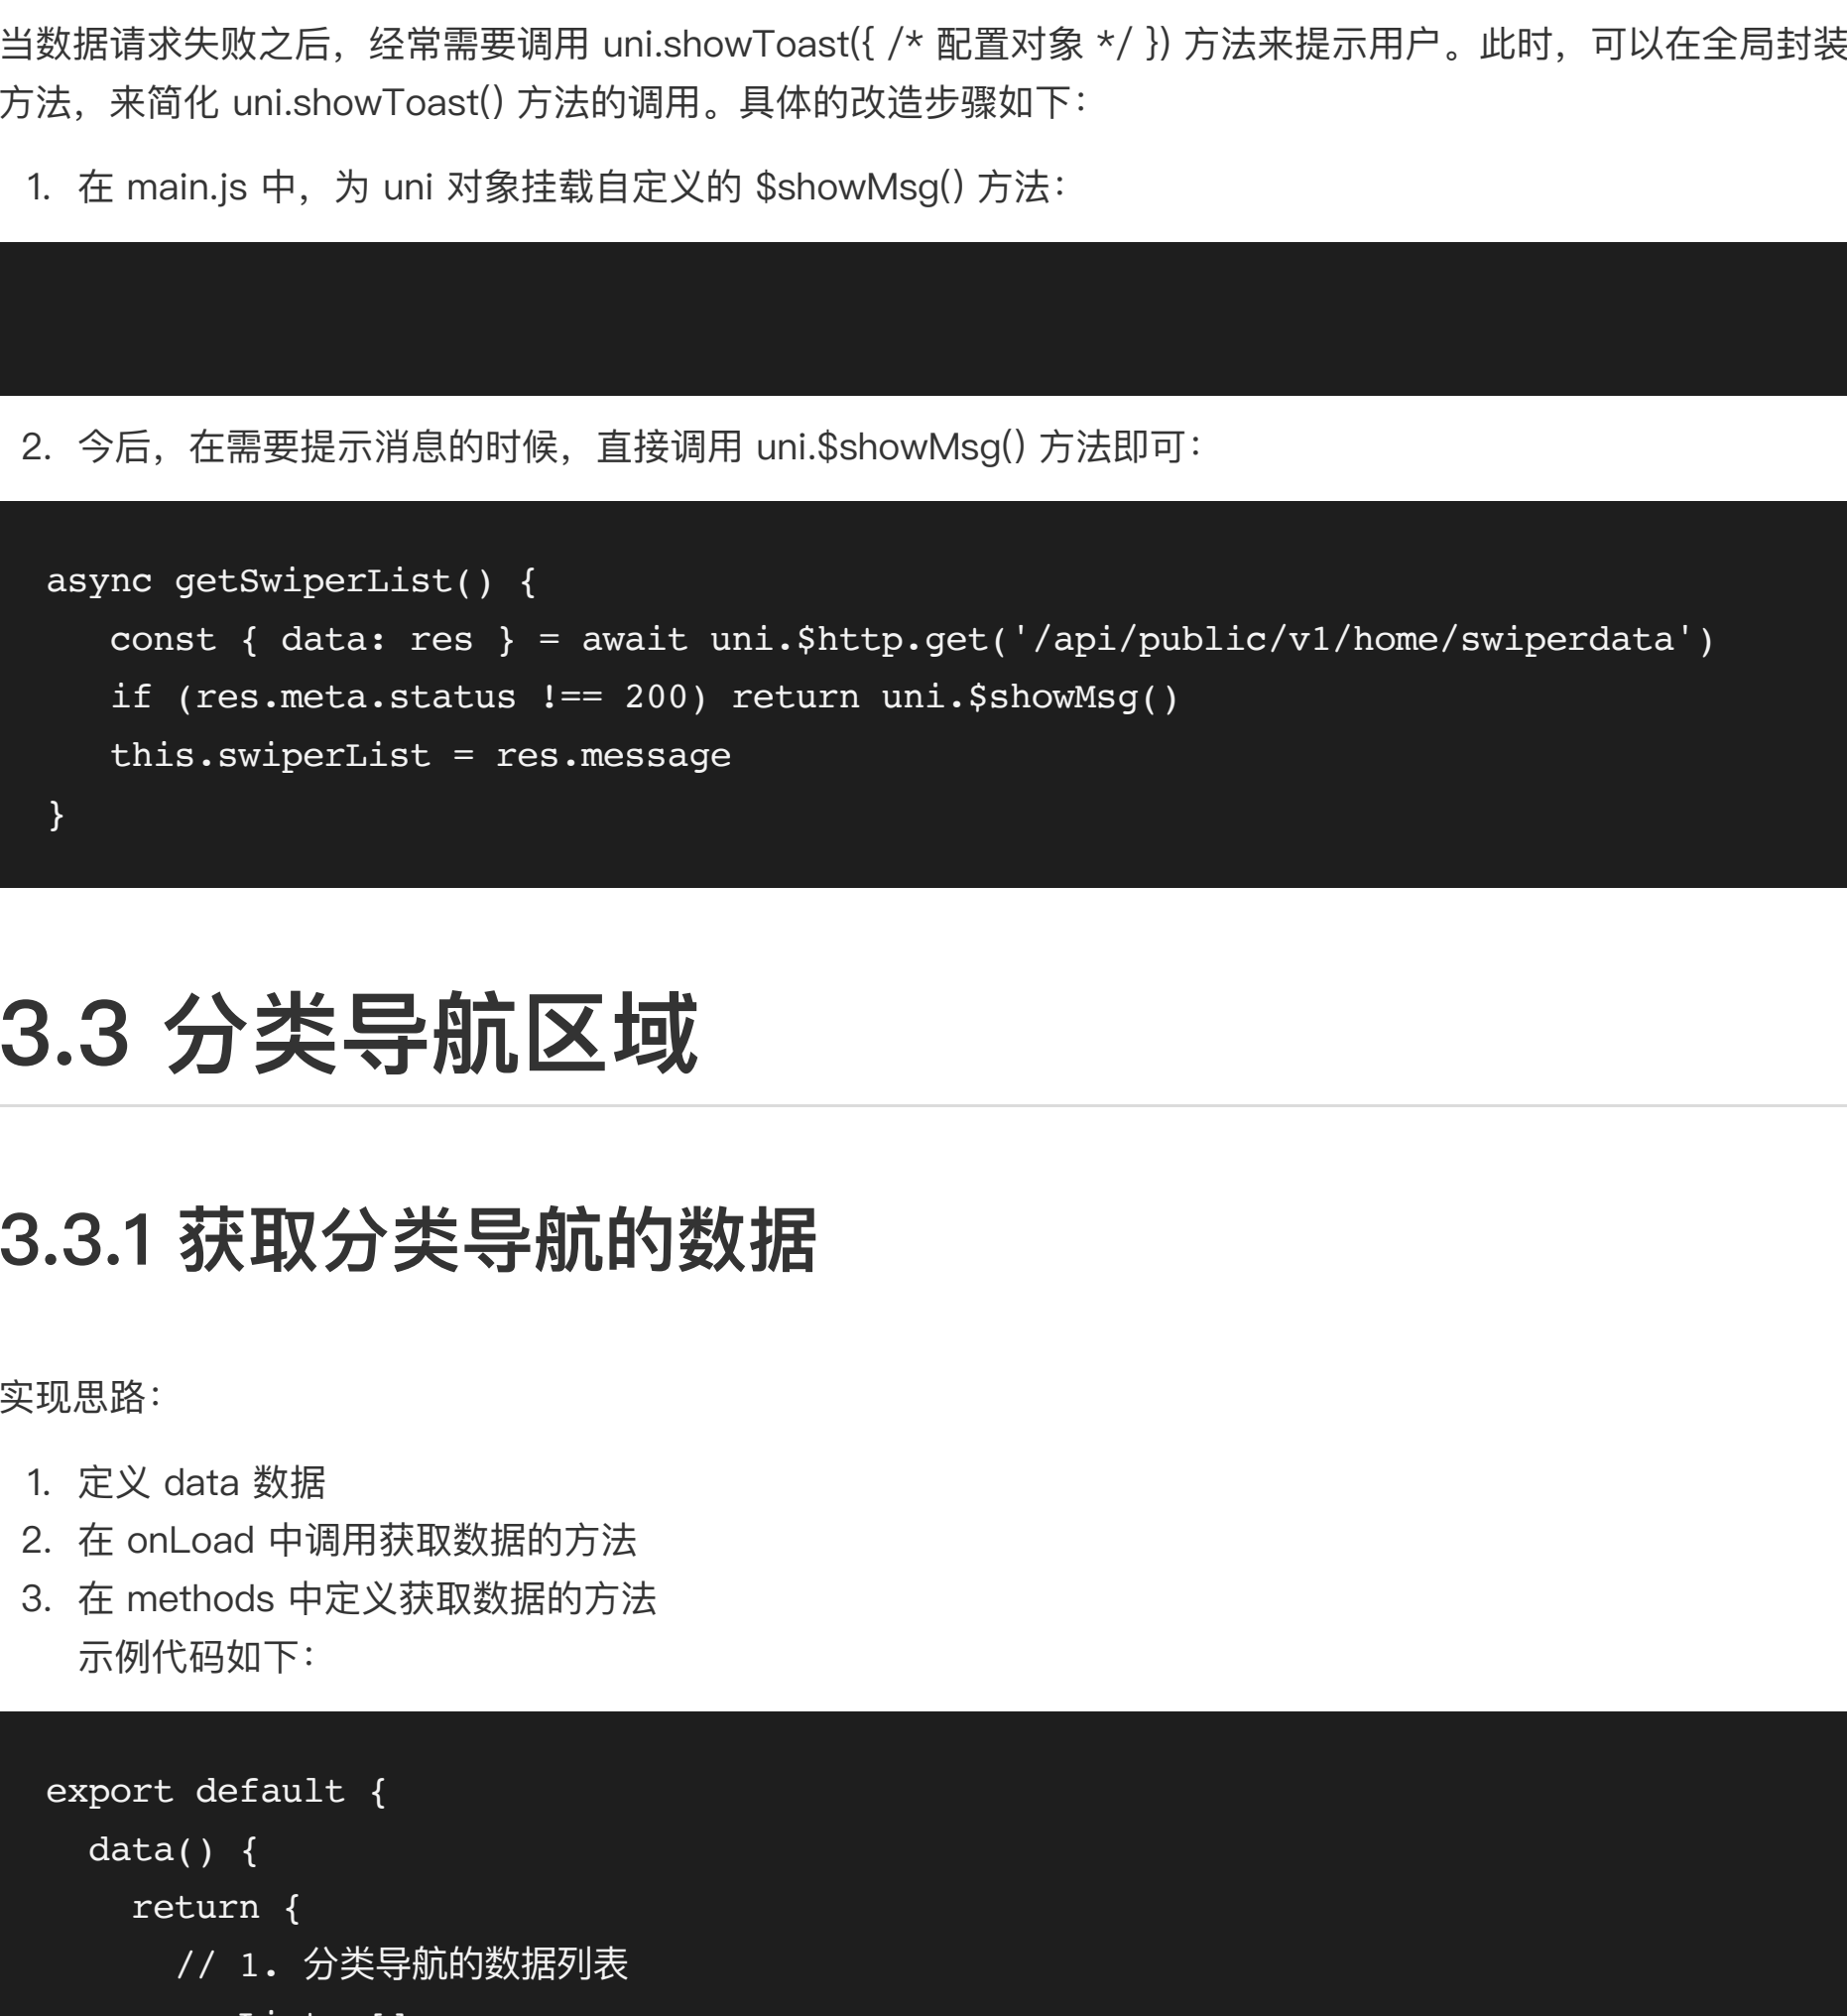 当数据请求失败之后，经常需要调用 uni.showToast({ /* 配置对象 */ }) 方法来提示用户。此时，可以在全局封装
方法，来简化 uni.showToast() 方法的调用。具体的改造步骤如下：
1. 在 main.js 中，为 uni 对象挂载自定义的 $showMsg() 方法：
2. 今后，在需要提示消息的时候，直接调用 uni.$showMsg() 方法即可：
async getSwiperList() {
   const { data: res } = await uni.$http.get('/api/public/v1/home/swiperdata')
   if (res.meta.status !== 200) return uni.$showMsg()
   this.swiperList = res.message
}
3.3 分类导航区域
3.3.1 获取分类导航的数据
实现思路：
1. 定义 data 数据
2. 在 onLoad 中调用获取数据的方法
3. 在 methods 中定义获取数据的方法
示例代码如下：
export default {
  data() {
    return {
      // 1. 分类导航的数据列表